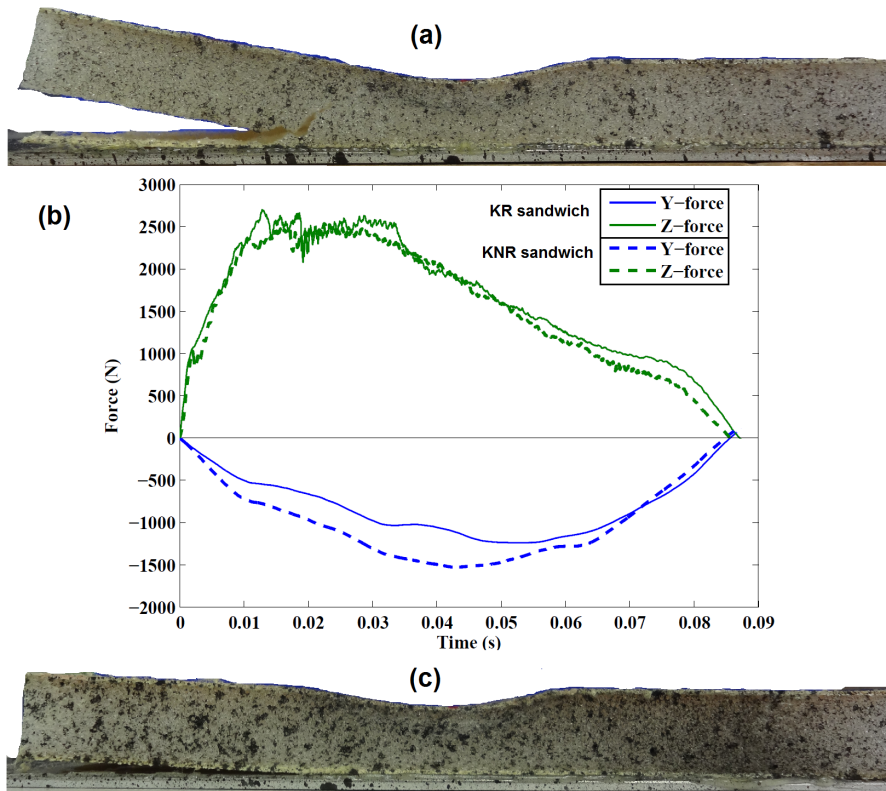 (a)
(b)
3000
2500
2000
1500
1000
500
0
−500
−1000
−1500
−2000
Force (N)
KR sandwich
Y−force
Z−force
KNR sandwich
Y−force
Z−force
0 0.01 0.02 0.03 0.04 0.05 0.06 0.07 0.08 0.09
Time (s)
(c)